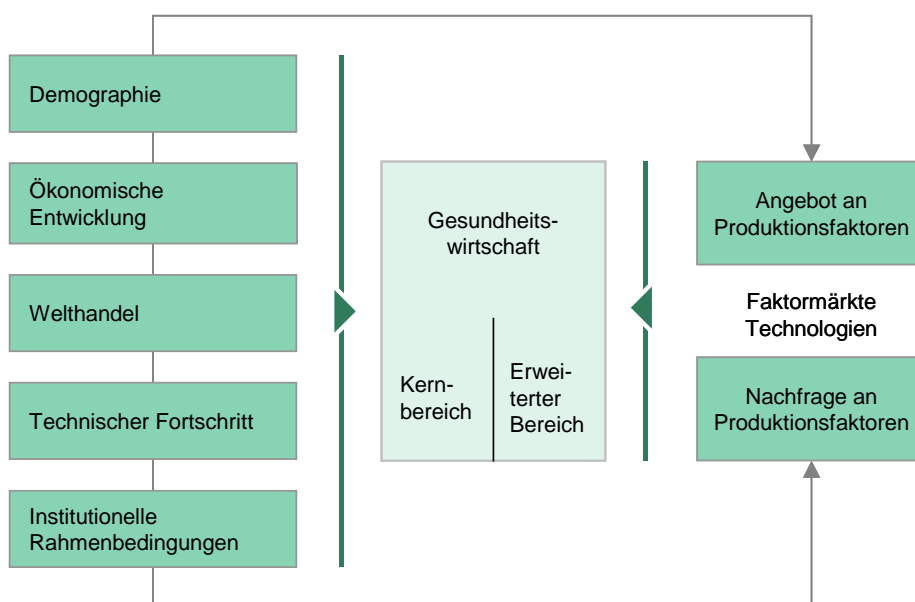 Demographie
Ökonomische
Entwicklung
Welthandel
Technischer Fortschritt
Institutionelle
Rahmenbedingungen
Gesundheits-
wirtschaft
Kern-
bereich
Erwei-
terter
Bereich
Angebot an
Produktionsfaktoren
Faktormärkte
Technologien
Nachfrage an
Produktionsfaktoren